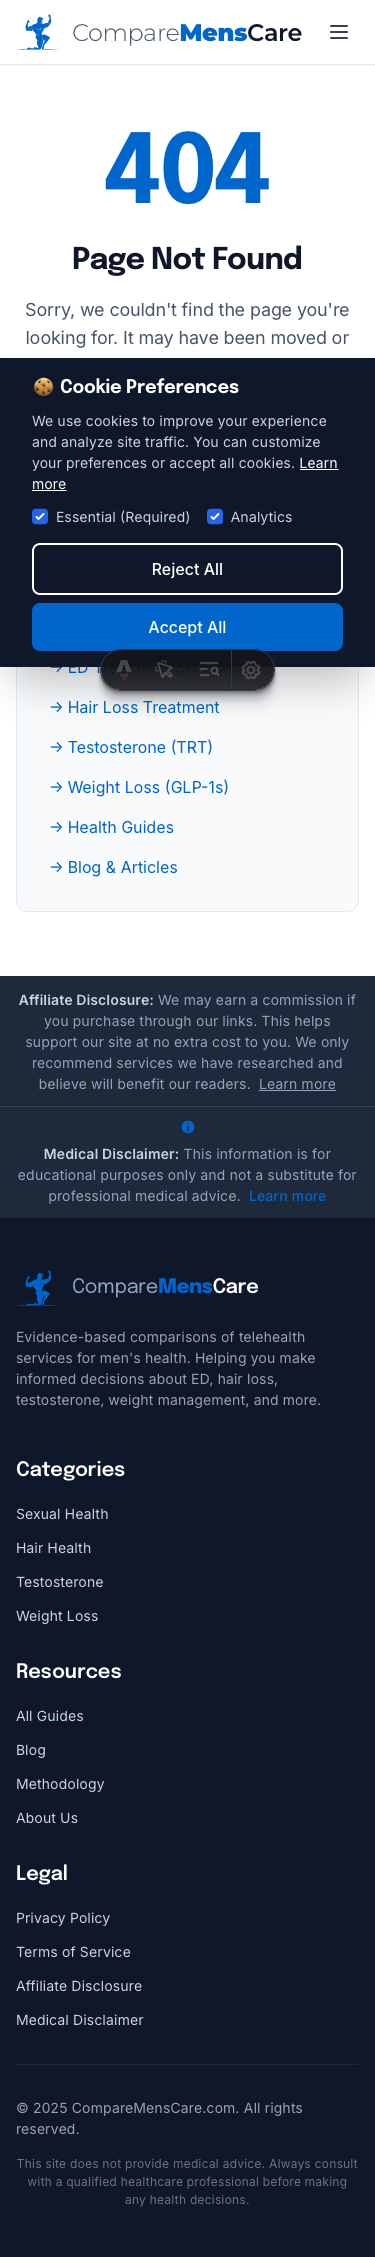 CompareMensCare
404
Page Not Found
Sorry, we couldn't find the page you're
looking for. It may have been moved or
🍪 Cookie Preferences
We use cookies to improve your experience
and analyze site traffic. You can customize
your preferences or accept all cookies. Learn
more
Essential (Required) Analytics
Reject All
Accept All
→ ED
→ Hair Loss Treatment
→ Testosterone (TRT)
→ Weight Loss (GLP-1s)
→ Health Guides
→ Blog & Articles
Affiliate Disclosure: We may earn a commission if
you purchase through our links. This helps
support our site at no extra cost to you. We only
recommend services we have researched and
believe will benefit our readers. Learn more
Medical Disclaimer: This information is for
educational purposes only and not a substitute for
professional medical advice. Learn more
CompareMensCare
Evidence-based comparisons of telehealth
services for men's health. Helping you make
informed decisions about ED, hair loss,
testosterone, weight management, and more.
Categories
Sexual Health
Hair Health
Testosterone
Weight Loss
Resources
All Guides
Blog
Methodology
About Us
Legal
Privacy Policy
Terms of Service
Affiliate Disclosure
Medical Disclaimer
© 2025 CompareMensCare.com. All rights
reserved.
This site does not provide medical advice. Always consult
with a qualified healthcare professional before making
any health decisions.